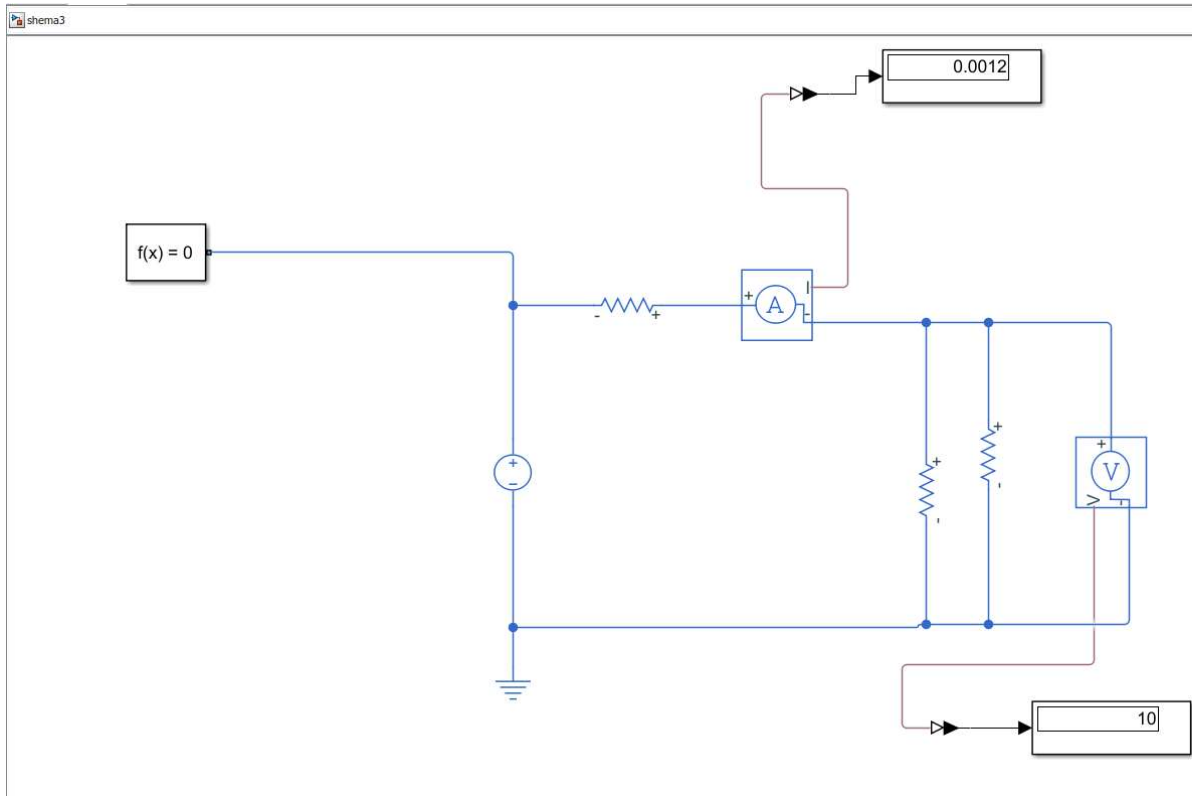 shema3
0.0012
f(x) = 0
+
I
A
-
-
+
+
+
+
V
+
-
-
-
V
-
10